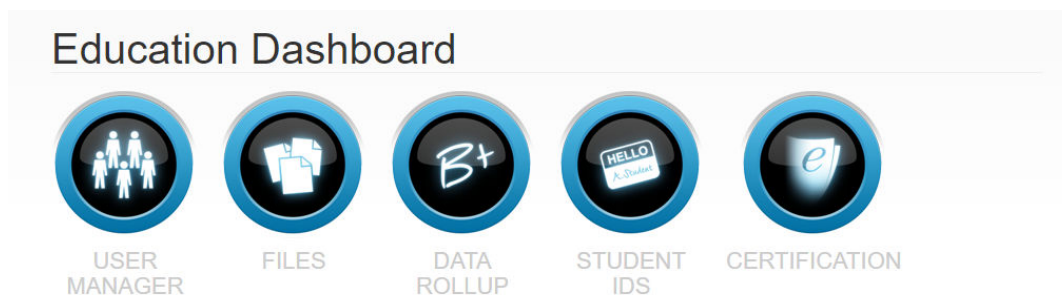 Education Dashboard
B+
HELLO
A. Student
e
USER
MANAGER
FILES
DATA
ROLLUP
STUDENT
IDS
CERTIFICATION